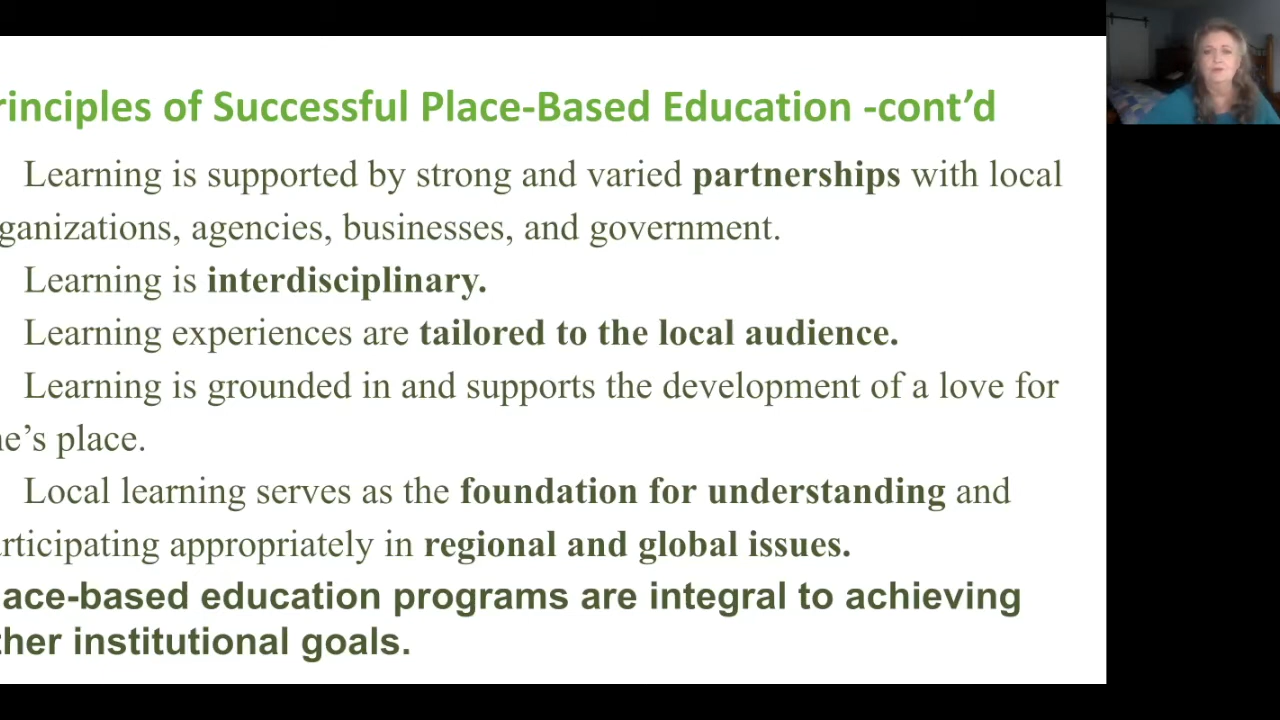 rinciples of Successful Place-Based Education -cont’d
Learning is supported by strong and varied partnerships with local
ganizations, agencies, businesses, and government.
Learning is interdisciplinary.
Learning experiences are tailored to the local audience.
Learning is grounded in and supports the development of a love for
e’s place.
Local learning serves as the foundation for understanding and
rticipating appropriately in regional and global issues.
ace-based education programs are integral to achieving
ther institutional goals.